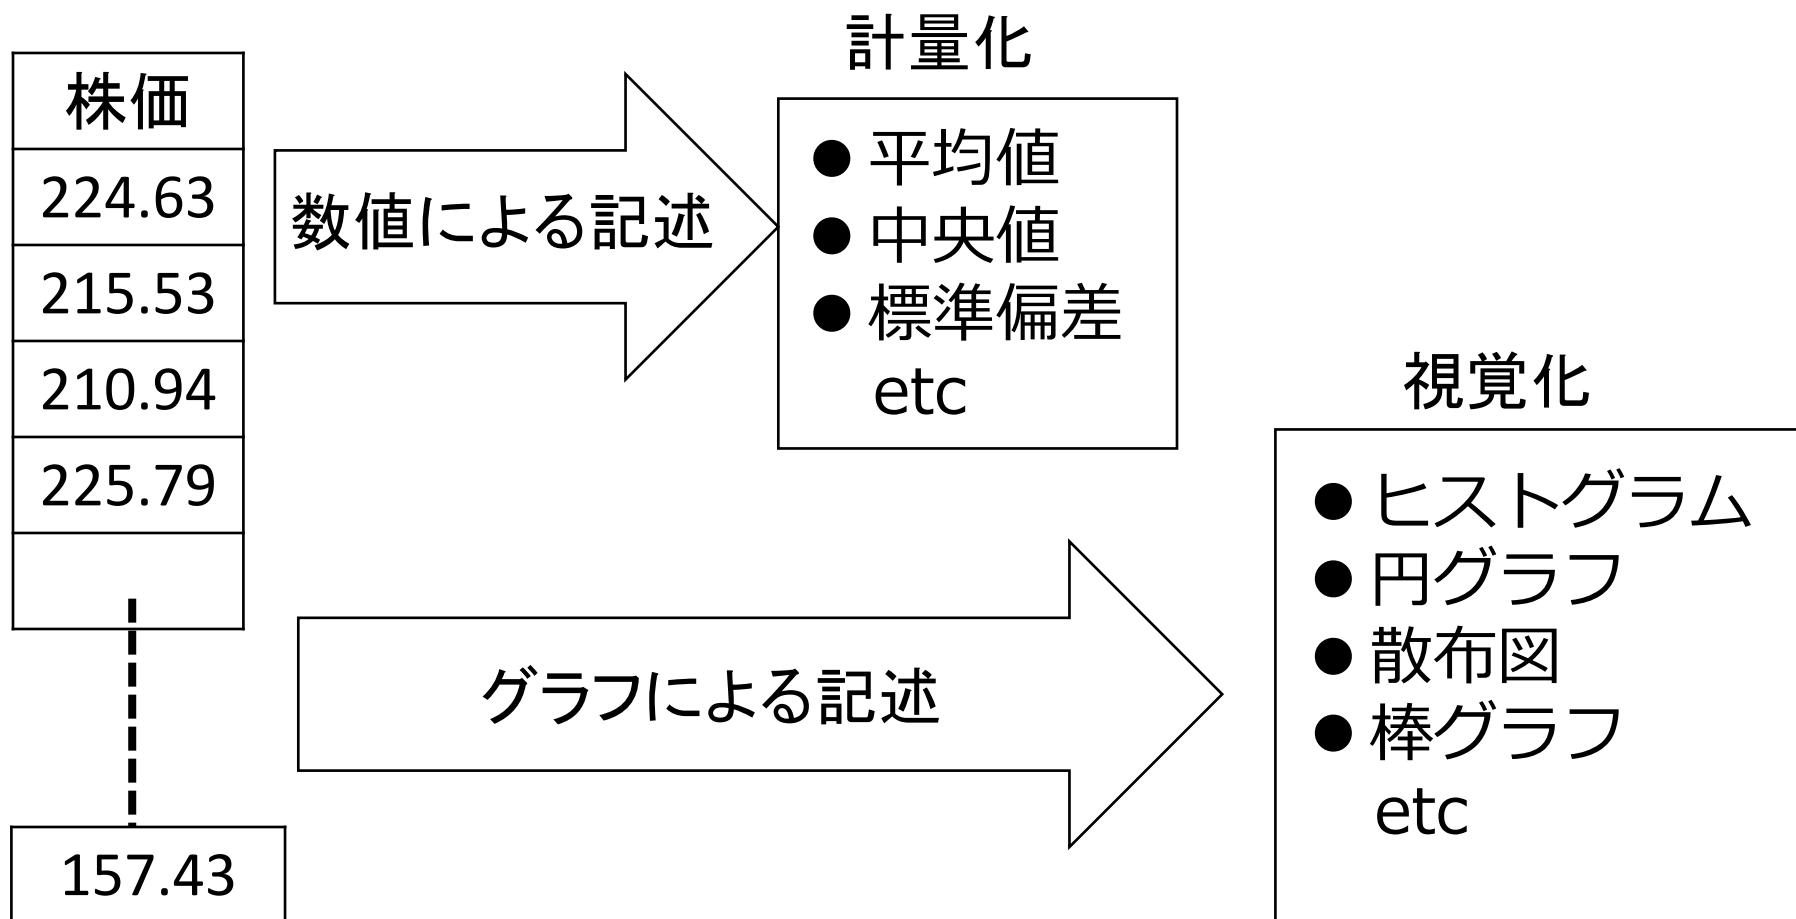 株価
224.63
215.53
210.94
225.79
157.43
数値による記述
計量化
● 平均値
● 中央値
● 標準偏差
etc
グラフによる記述
視覚化
● ヒストグラム
● 円グラフ
● 散布図
● 棒グラフ
etc